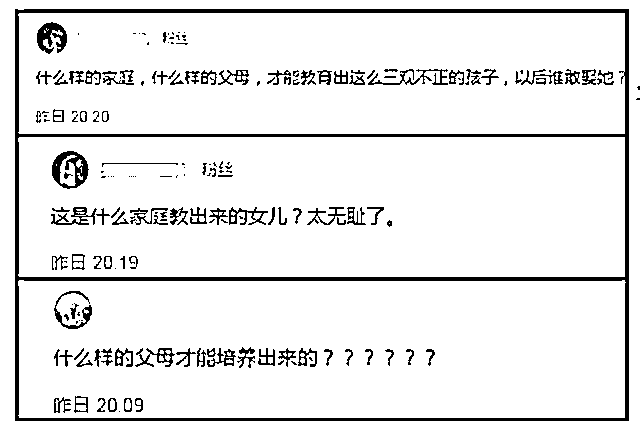 粉丝
什么样的家庭，什么样的父母，才能教育出这么三观不正的孩子，以后谁敢娶她？
昨日 20.20
粉丝
这是什么家庭教出来的女儿？太无耻了。
昨日 20.19
什么样的父母才能培养出来的？？？？？？
昨日 20.09